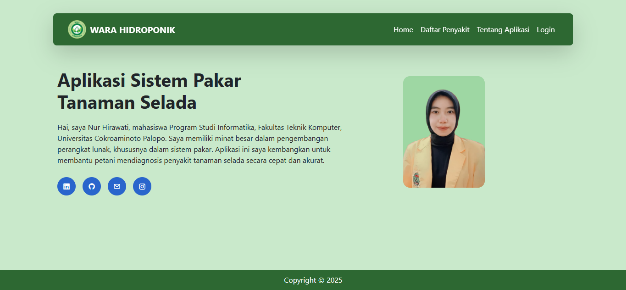 WARA HIDROPONIK
Home Daftar Penyakit Tentang Aplikasi Login
Aplikasi Sistem Pakar
Tanaman Selada
Hai, saya Nur Hirawati, mahasiswa Program Studi Informatika, Fakultas Teknik Komputer,
Universitas Cokroaminoto Palopo. Saya memiliki minat besar dalam pengembangan
perangkat lunak, khususnya dalam sistem pakar. Aplikasi ini saya kembangkan untuk
membantu petani mendiagnosis penyakit tanaman selada secara cepat dan akurat.
Copyright © 2025